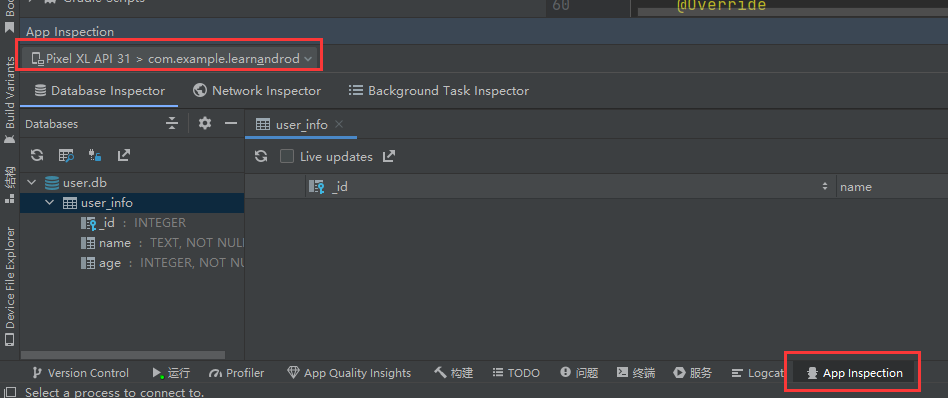 Gradle Scripts
60 @Override
App Inspection
Pixel XL API 31 > com.example.learnandrod
Database Inspector Network Inspector Background Task Inspector
Databases
user_info
Live updates
user.db
_id name
user_info
_id : INTEGER
name : TEXT, NOT NULL
age : INTEGER, NOT NU
Build Variants
结构
Device File Explorer
Version Control 运行 Profiler App Quality Insights 构建 TODO 问题 终端 服务 Logcat App Inspection
Select a process to connect to.